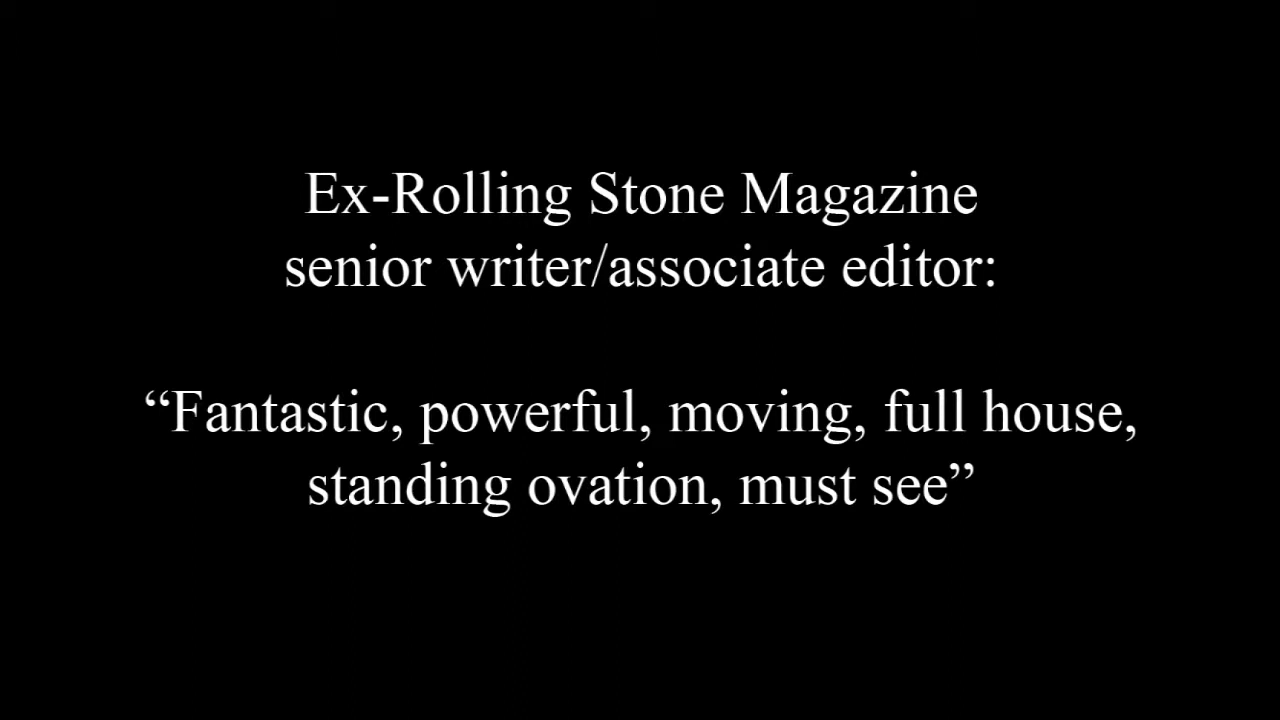 Ex-Rolling Stone Magazine
senior writer/associate editor:
“Fantastic, powerful, moving, full house,
standing ovation, must see”